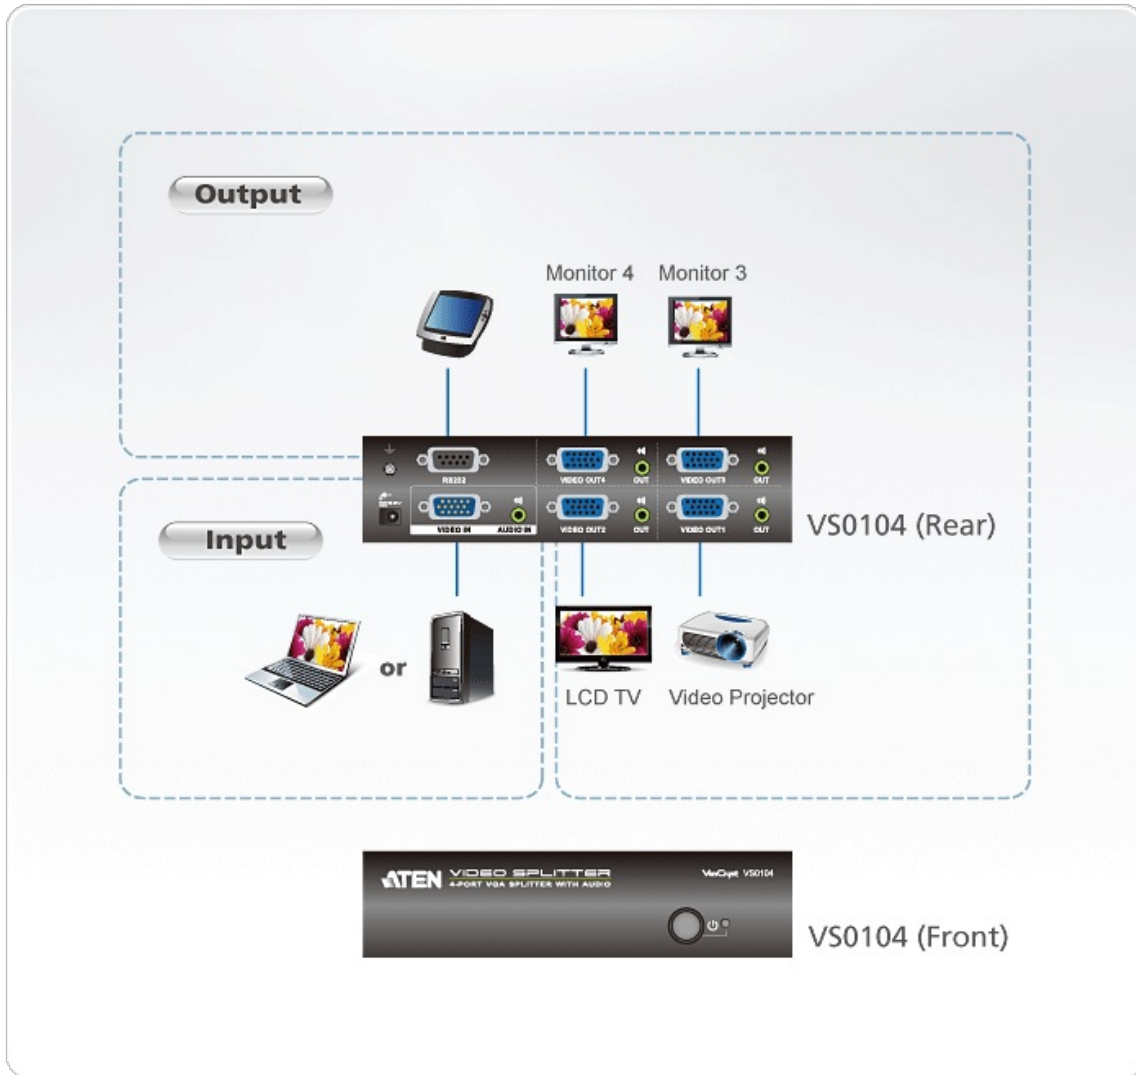 Output
Monitor 4 Monitor 3
RS232
VIDEO OUT4 OUT VIDEO OUT3 OUT
VIDEO IN AUDIO IN VIDEO OUT2 OUT VIDEO OUT1 OUT
VS0104 (Rear)
Input
or
LCD TV Video Projector
ATEN VIDEO SPLITTER
4-PORT VGA SPLITTER WITH AUDIO
VanCryst VS0104
VS0104 (Front)